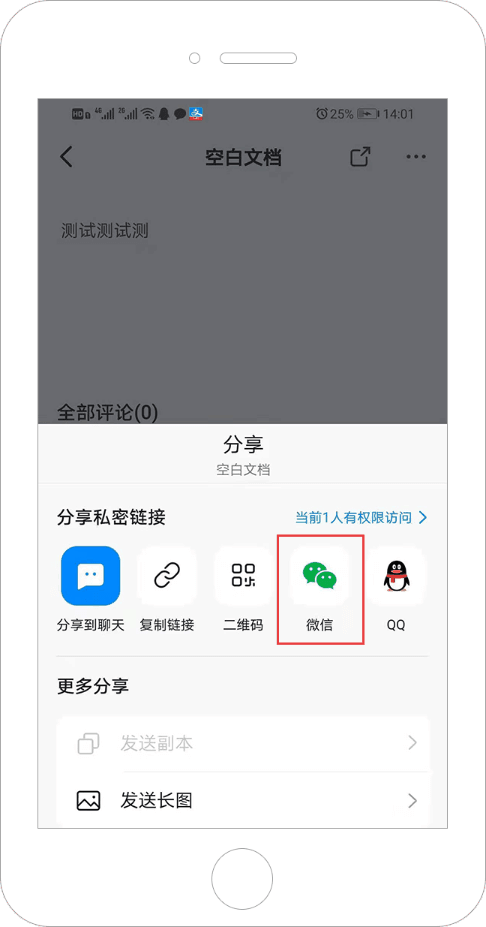 HD B 4G 2G 25% 14:01
空白文档
测试测试测
全部评论(0)
分享
空白文档
分享私密链接 当前1人有权限访问
分享到聊天 复制链接 二维码 微信 QQ
更多分享
发送副本
发送长图